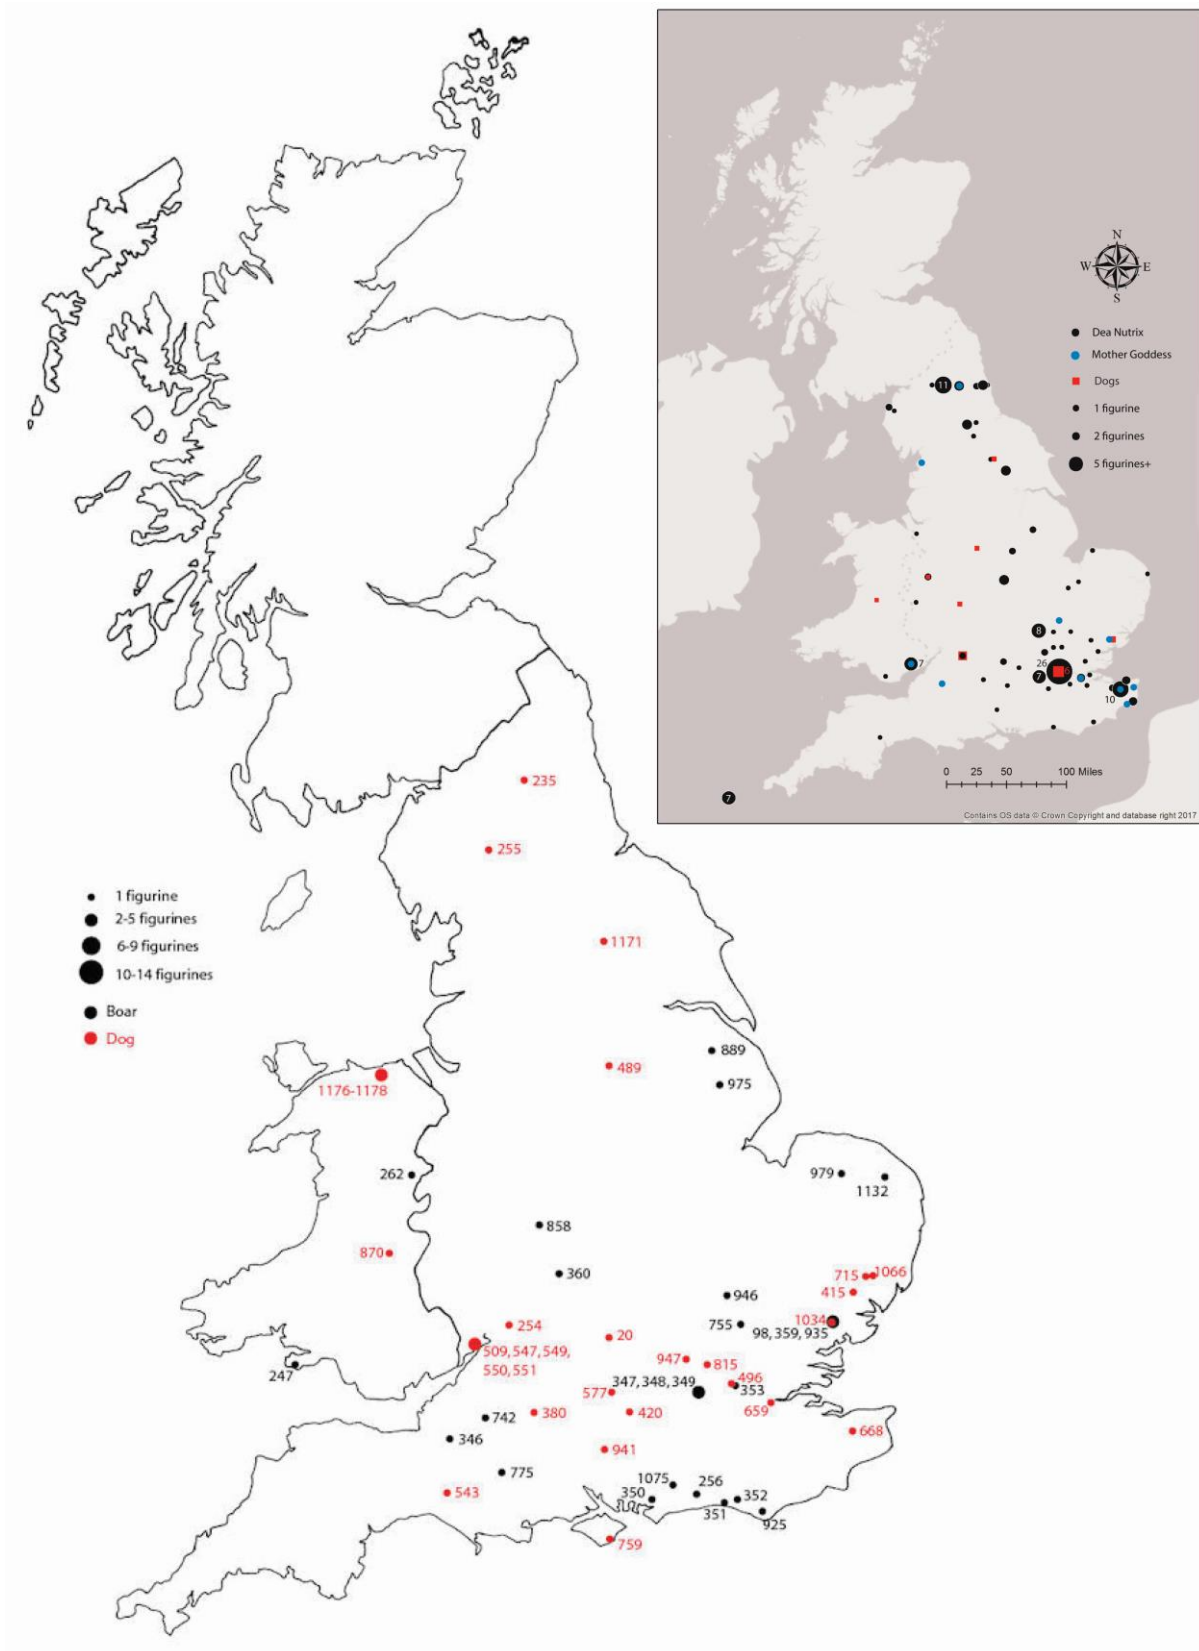 N
W
E
S
Dea Nutrix
Mother Goddess
Dogs
1 figurine
2 figurines
5 figurines+
11
8
7
26
6
7
10
7
0 25 50 100 Miles
Contains OS data © Crown Copyright and database right 2017
235
255
1 figurine
2-5 figurines
6-9 figurines
10-14 figurines
Boar
Dog
1171
889
489
975
1176-1178
262
979
1132
858
870
360
715
1066
415
946
254
1034
755
98, 359, 935
20
509, 547, 549,
550, 551
947
815
247
496
347, 348, 349
353
577
659
742
380
420
668
346
941
775
1075
256
543
350
352
351
925
759